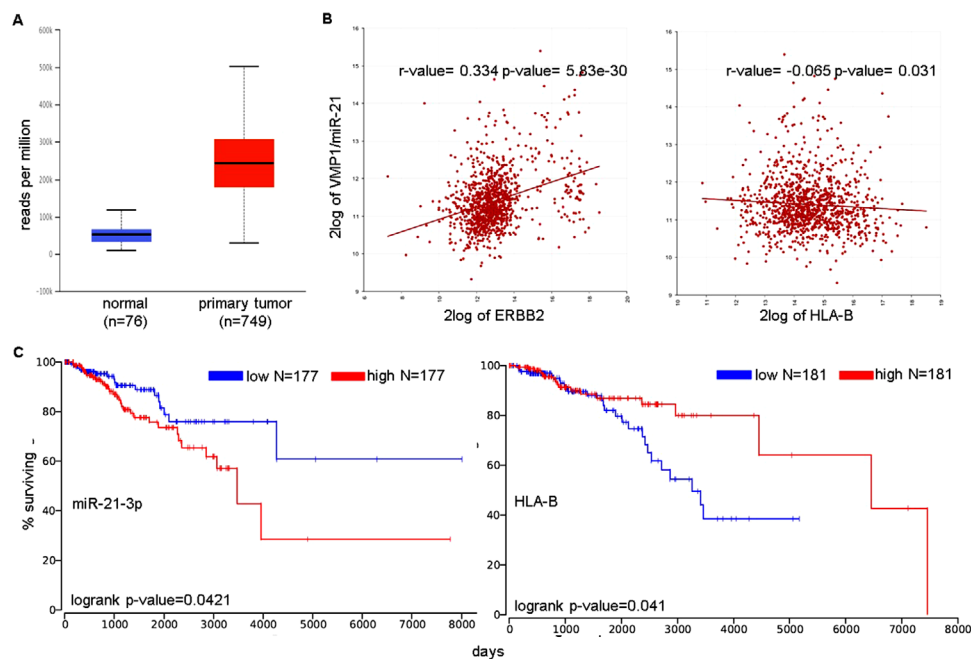 A
reads per million
600k
500k
400k
300k
200k
100k
0
-100k
normal
(n=76)
primary tumor
(n=749)
B
2log of VMP1/miR-21
16
15
14
13
12
11
10
9
r-value= 0.334 p-value= 5.83e-30
6
8
10
12
14
16
18
20
2log of ERBB2
16
15
14
13
12
11
10
9
r-value= -0.065 p-value= 0.031
10
11
12
13
14
15
16
17
18
19
2log of HLA-B
C
% surviving
100
80
60
40
20
0
low N=177
high N=177
miR-21-3p
logrank p-value=0.0421
0
1000
2000
3000
4000
5000
6000
7000
8000
100
80
60
40
20
0
low N=181
high N=181
HLA-B
logrank p-value=0.041
0
1000
2000
3000
4000
5000
6000
7000
8000
days